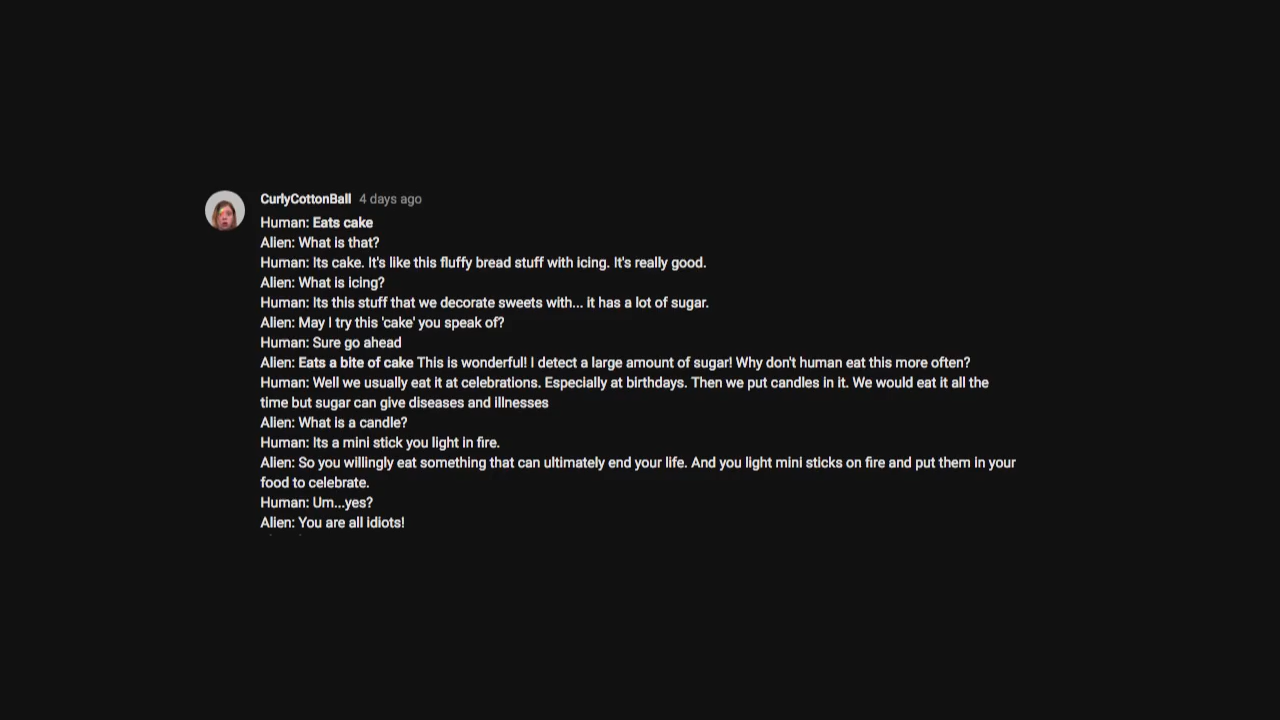 CurlyCottonBall 4 days ago
Human: Eats cake
Alien: What is that?
Human: Its cake. It's like this fluffy bread stuff with icing. It's really good.
Alien: What is icing?
Human: Its this stuff that we decorate sweets with... it has a lot of sugar.
Alien: May I try this 'cake' you speak of?
Human: Sure go ahead
Alien: Eats a bite of cake This is wonderful! I detect a large amount of sugar! Why don't human eat this more often?
Human: Well we usually eat it at celebrations. Especially at birthdays. Then we put candles in it. We would eat it all the
time but sugar can give diseases and illnesses
Alien: What is a candle?
Human: Its a mini stick you light in fire.
Alien: So you willingly eat something that can ultimately end your life. And you light mini sticks on fire and put them in your
food to celebrate.
Human: Um...yes?
Alien: You are all idiots!